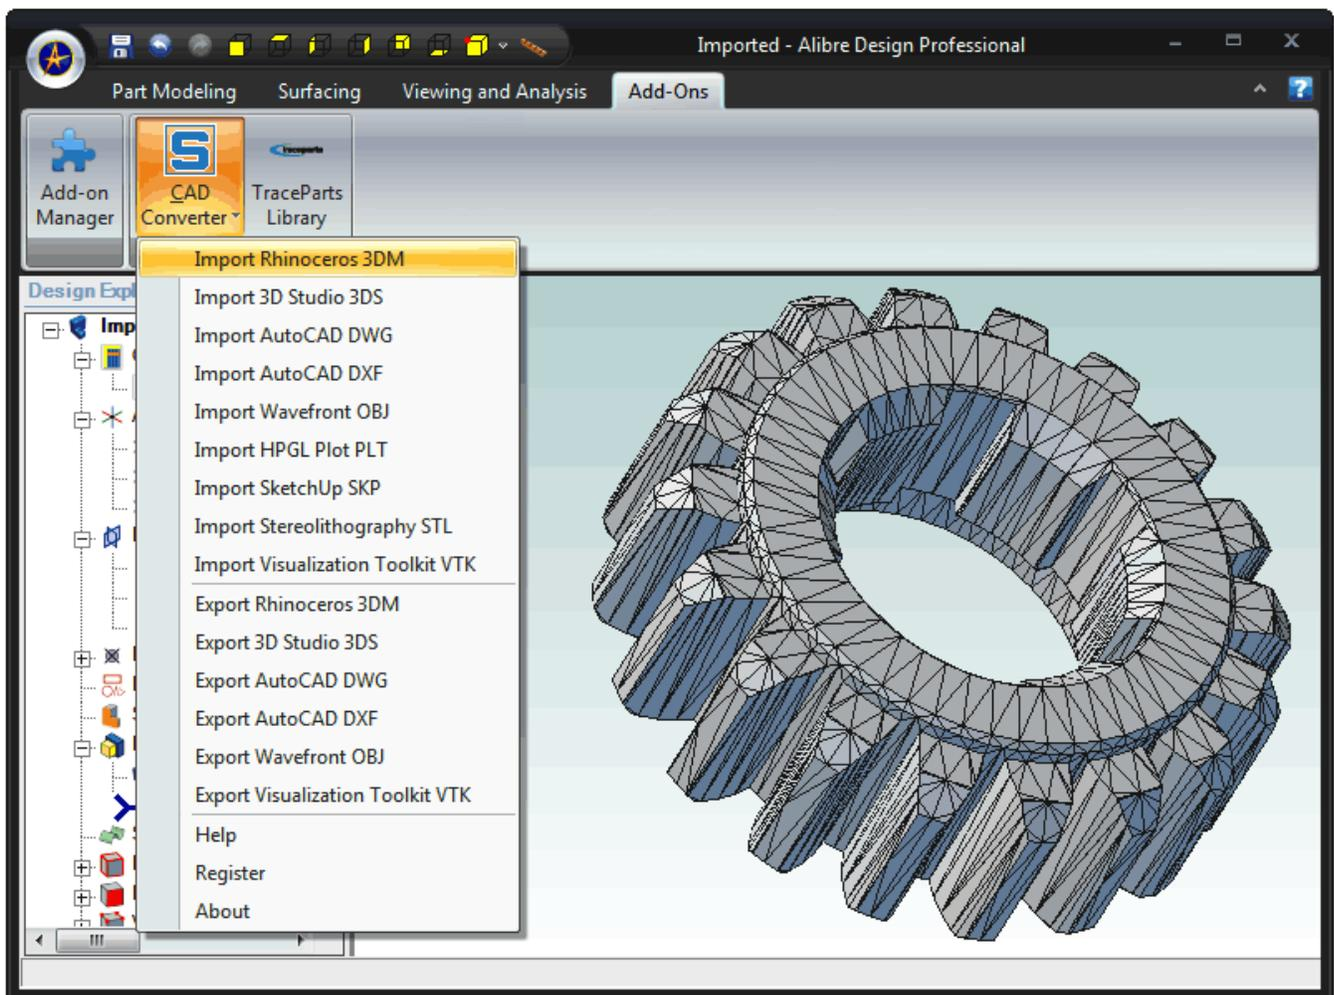 Imported - Alibre Design Professional
Part Modeling
Surfacing
Viewing and Analysis
Add-Ons
Add-on
Manager
S
CAD
Converter
traceparts
TraceParts
Library
Import Rhinoceros 3DM
Import 3D Studio 3DS
Import AutoCAD DWG
Import AutoCAD DXF
Import Wavefront OBJ
Import HPGL Plot PLT
Import SketchUp SKP
Import Stereolithography STL
Import Visualization Toolkit VTK
Export Rhinoceros 3DM
Export 3D Studio 3DS
Export AutoCAD DWG
Export AutoCAD DXF
Export Wavefront OBJ
Export Visualization Toolkit VTK
Help
Register
About
Design Expl
Imp